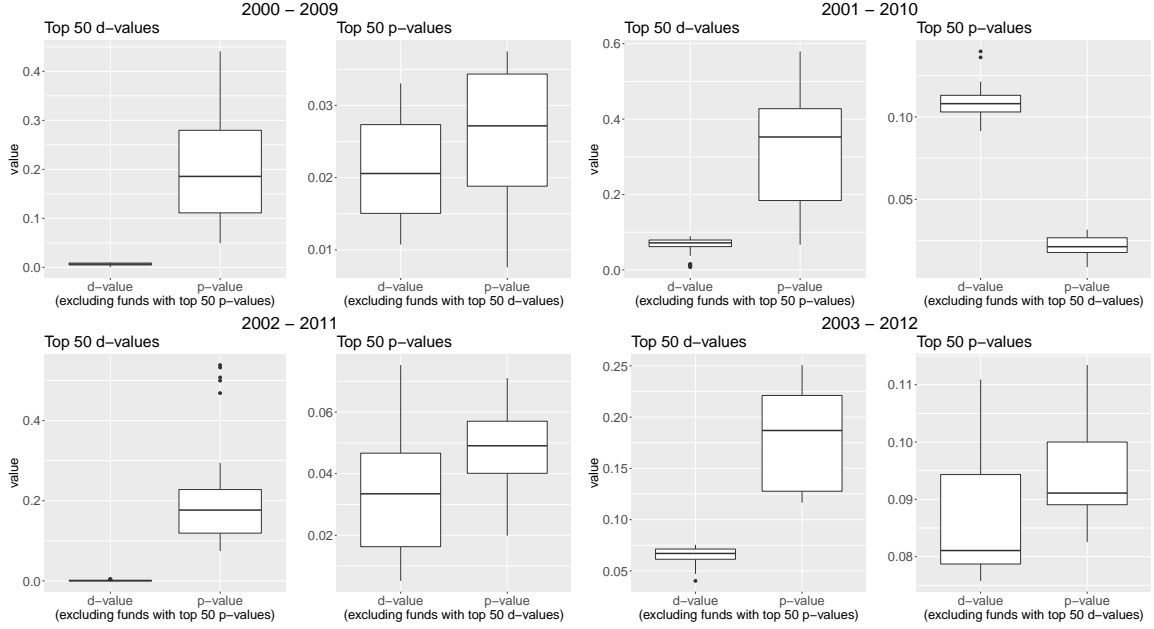 2000 − 2009
Top 50 d−values
Top 50 p−values
value
0.4
0.3
0.2
0.1
0.0
d−value p−value
(excluding funds with top 50 p−values)
0.03
0.02
0.01
d−value p−value
(excluding funds with top 50 d−values)
2001 − 2010
Top 50 d−values
Top 50 p−values
value
0.6
0.4
0.2
0.0
d−value p−value
(excluding funds with top 50 p−values)
0.10
0.05
d−value p−value
(excluding funds with top 50 d−values)
2002 − 2011
Top 50 d−values
Top 50 p−values
value
0.4
0.2
0.0
d−value p−value
(excluding funds with top 50 p−values)
0.06
0.04
0.02
d−value p−value
(excluding funds with top 50 d−values)
2003 − 2012
Top 50 d−values
Top 50 p−values
value
0.25
0.20
0.15
0.10
0.05
d−value p−value
(excluding funds with top 50 p−values)
0.11
0.10
0.09
0.08
d−value p−value
(excluding funds with top 50 d−values)